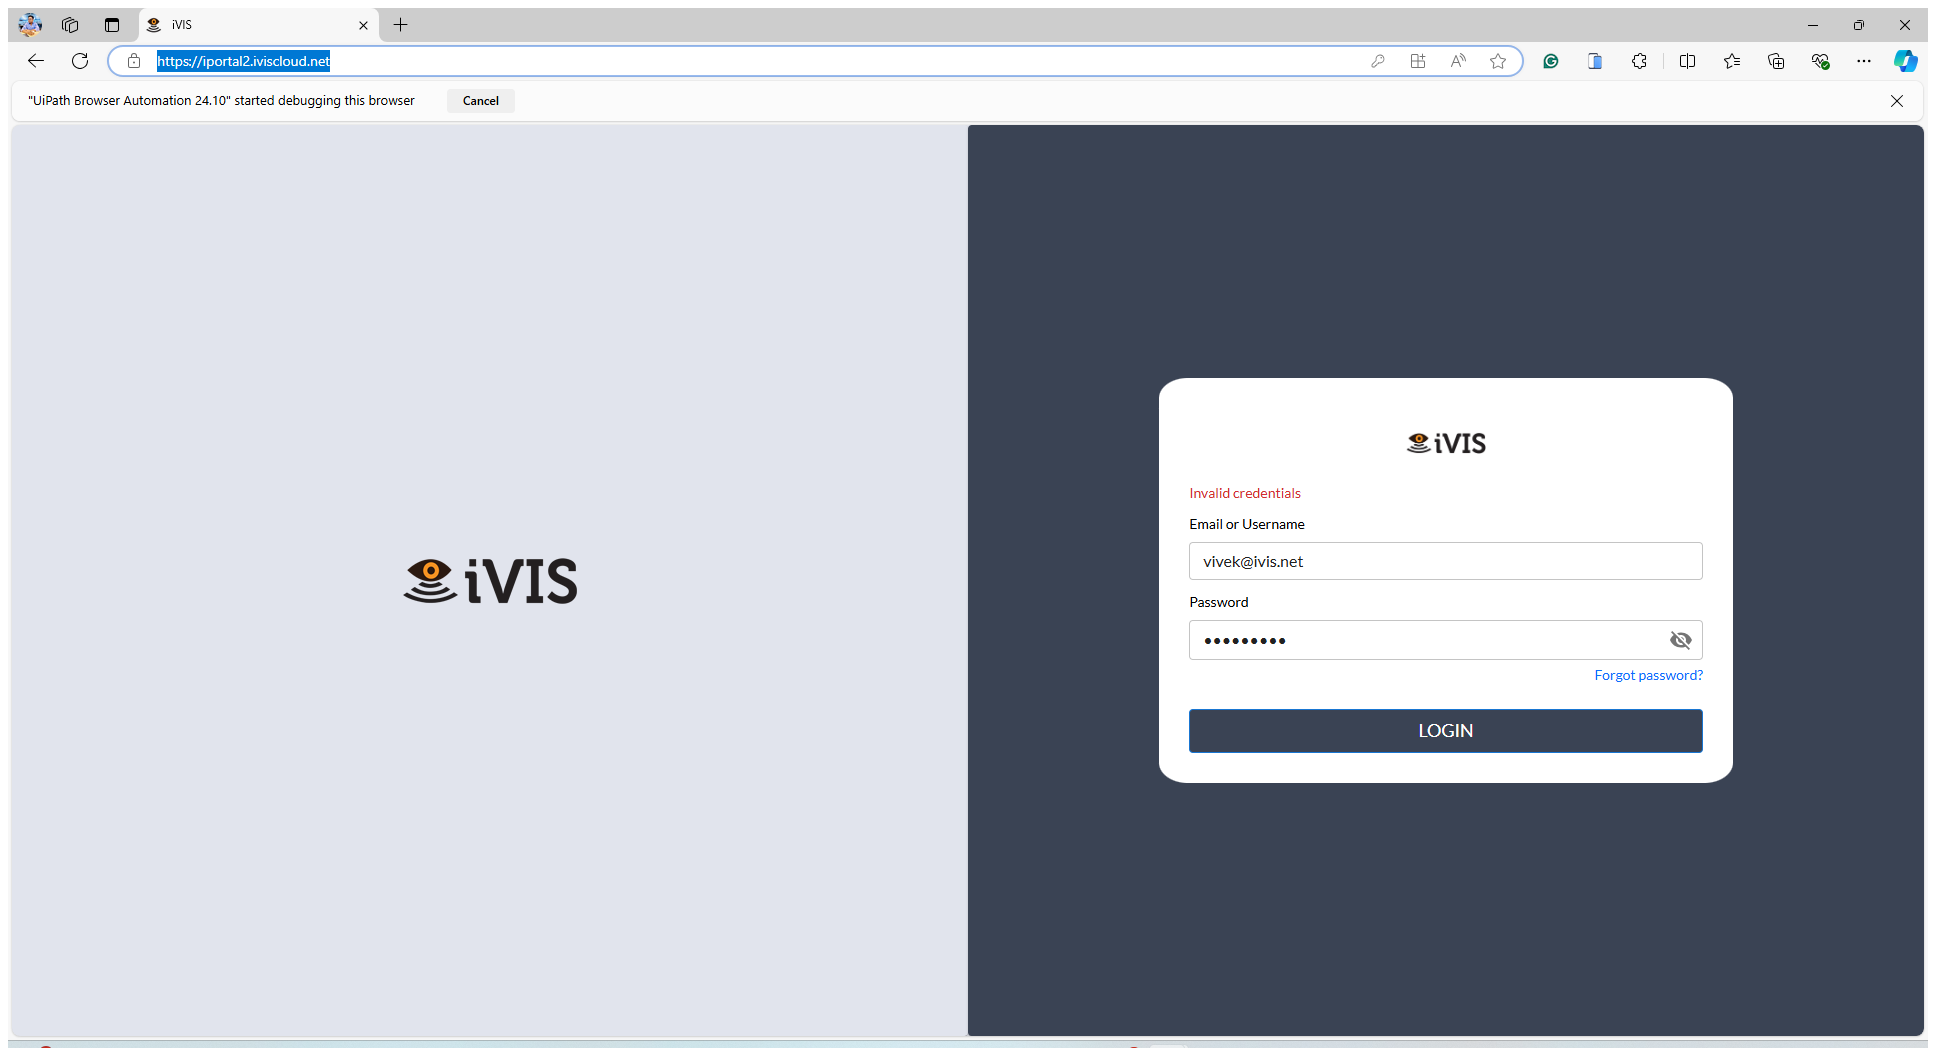 iVIS
https://iportal2.iviscloud.net
"UiPath Browser Automation 24.10" started debugging this browser
Cancel
iVIS
iVIS
Invalid credentials
Email or Username
vivek@ivis.net
Password
•••••••••
Forgot password?
LOGIN